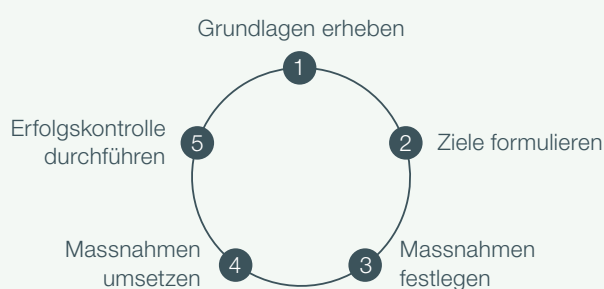 Grundlagen erheben
1
2
Ziele formulieren
3
Massnahmen
festlegen
4
Massnahmen
umsetzen
5
Erfolgskontrolle
durchführen